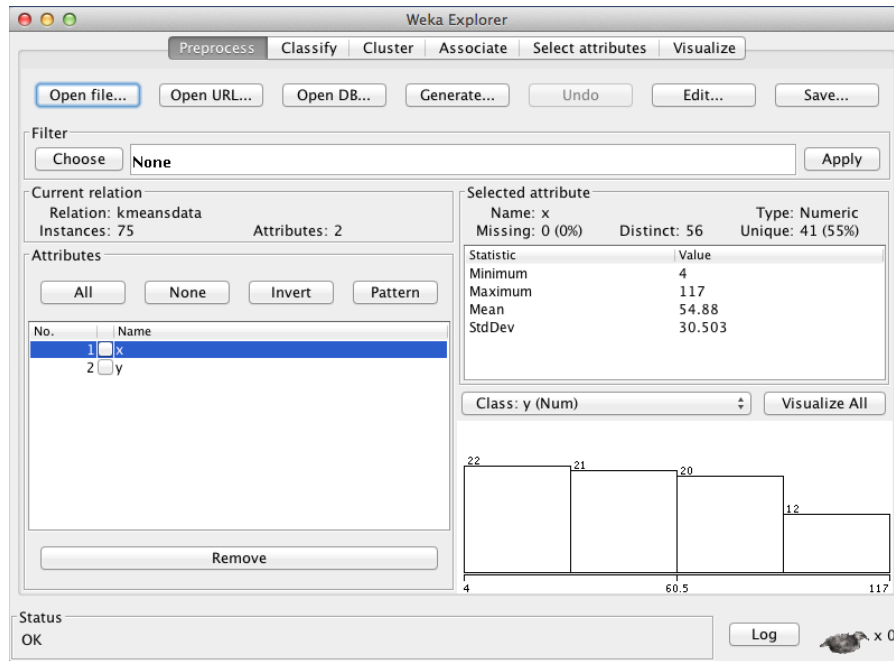 Weka Explorer
Preprocess Classify Cluster Associate Select attributes Visualize
Open file... Open URL... Open DB... Generate... Undo Edit... Save...
Filter
Choose None Apply
Current relation
Relation: kmeansdata
Instances: 75 Attributes: 2
Attributes
All None Invert Pattern
No. Name
1 x
2 y
Remove
Selected attribute
Name: x Type: Numeric
Missing: 0 (0%) Distinct: 56 Unique: 41 (55%)
Statistic Value
Minimum 4
Maximum 117
Mean 54.88
StdDev 30.503
Class: y (Num) Visualize All
22 21 20 12
4 60.5 117
Status
OK Log x 0